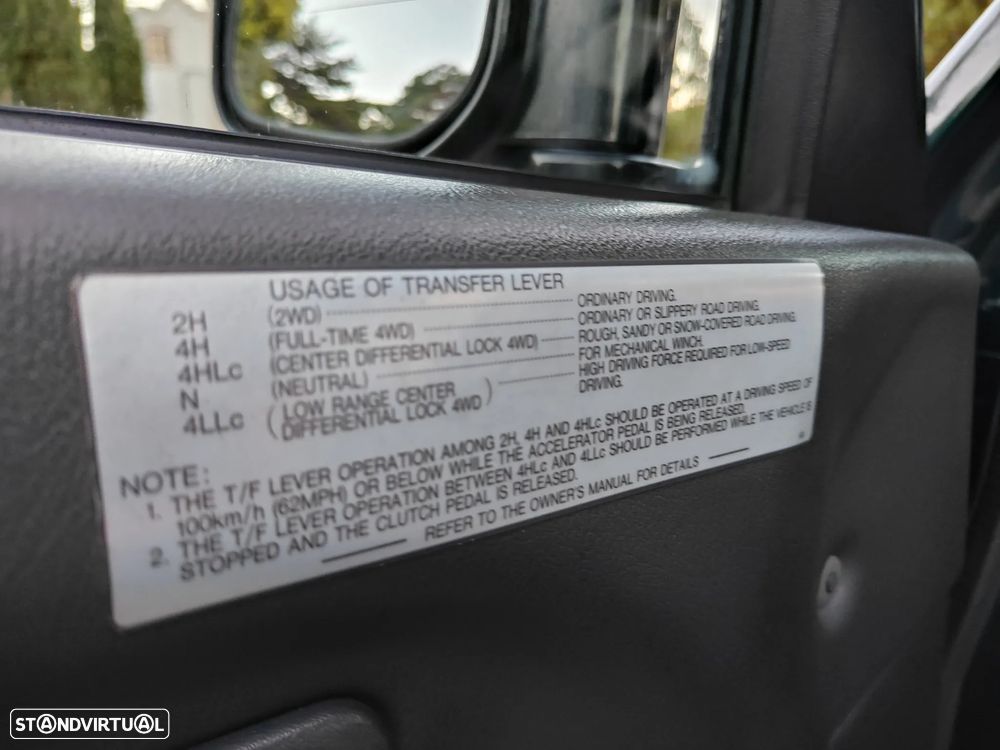 USAGE OF TRANSFER LEVER
2H (2WD) ORDINARY DRIVING.
4H (FULL-TIME 4WD) ORDINARY OR SLIPPERY ROAD DRIVING.
4HLc (CENTER DIFFERENTIAL LOCK 4WD) ROUGH, SANDY OR SNOW-COVERED ROAD DRIVING.
N (NEUTRAL) FOR MECHANICAL WINCH.
4LLc (LOW RANGE CENTER DIFFERENTIAL LOCK 4WD) HIGH DRIVING FORCE REQUIRED FOR LOW-SPEED DRIVING.
NOTE:
1. THE T/F LEVER OPERATION AMONG 2H, 4H AND 4HLc SHOULD BE OPERATED AT A DRIVING SPEED OF
100km/h (62MPH) OR BELOW WHILE THE ACCELERATOR PEDAL IS BEING RELEASED.
2. THE T/F LEVER OPERATION BETWEEN 4HLc AND 4LLc SHOULD BE PERFORMED WHILE THE VEHICLE IS
STOPPED AND THE CLUTCH PEDAL IS RELEASED.
REFER TO THE OWNER'S MANUAL FOR DETAILS
STANDVIRTUAL